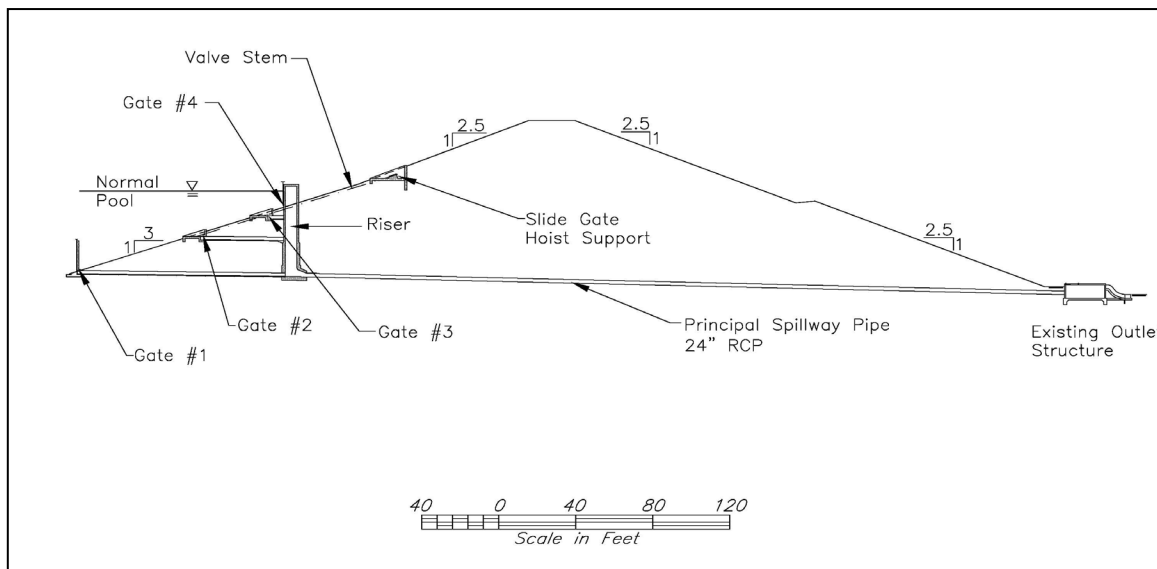 Valve Stem
Gate #4
2.5
1
2.5
1
Normal
Pool
Riser
Slide Gate
Hoist Support
3
1
2.5
1
Gate #2
Gate #3
Gate #1
Principal Spillway Pipe
24" RCP
Existing Outle
Structure
40 0 40 80 120
Scale in Feet